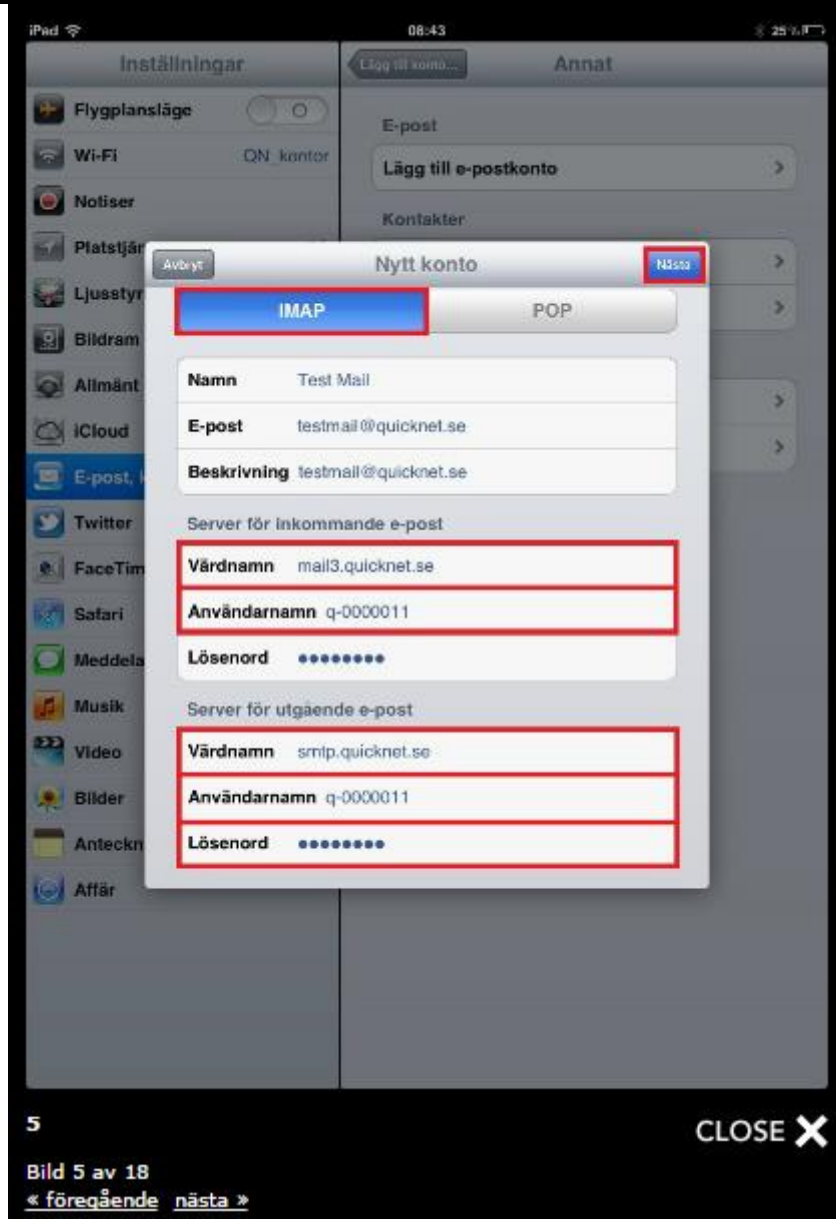 iPad 08:43 25 %
Inställningar
Lägg till konto... Annat
Flygplansläge
E-post
Wi-Fi QN_kontor
Lägg till e-postkonto
Notiser
Kontakter
Platstjän
Avbryt Nytt konto Nästa
Ljusstyr
IMAP POP
Bildram
Namn Test Mail
Allmänt
E-post testmail@quicknet.se
iCloud
Beskrivning testmail@quicknet.se
E-post, k
Twitter
Server för inkommande e-post
FaceTim
Värdnamn mail3.quicknet.se
Safari
Användarnamn q-0000011
Meddela
Lösenord ●●●●●●●●
Musik
Server för utgående e-post
Video
Värdnamn smtp.quicknet.se
Bilder
Användarnamn q-0000011
Anteckn
Lösenord ●●●●●●●●
Affär
5
CLOSE X
Bild 5 av 18
« föregående nästa »